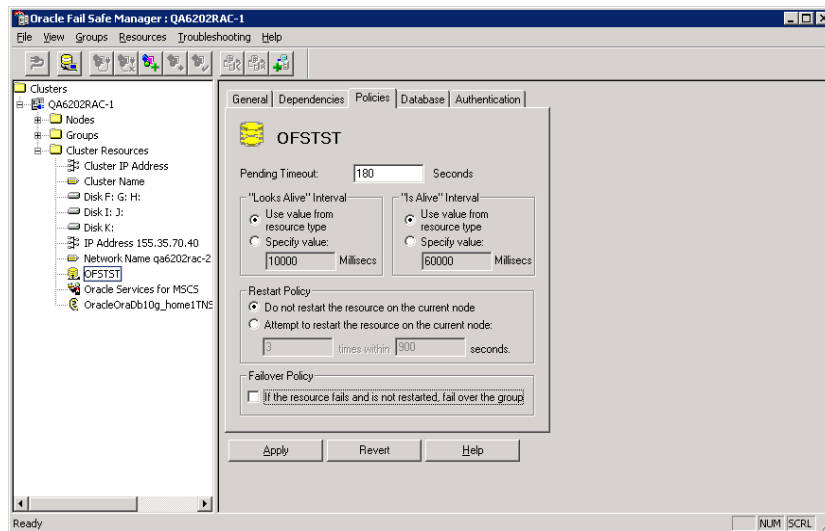 Oracle Fail Safe Manager : QA6202RAC-1
File View Groups Resources Troubleshooting Help
Clusters
QA6202RAC-1
Nodes
Groups
Cluster Resources
Cluster IP Address
Cluster Name
Disk F: G: H:
Disk I: J:
Disk K:
IP Address 155.35.70.40
Network Name qa6202rac-2
OFSTST
Oracle Services for MSCS
OracleOraDb10g_home1TNS
General Dependencies Policies Database Authentication
OFSTST
Pending Timeout: 180 Seconds
"Looks Alive" Interval
Use value from
resource type
Specify value:
10000 Millisecs
"Is Alive" Interval
Use value from
resource type
Specify value:
60000 Millisecs
Restart Policy
Do not restart the resource on the current node
Attempt to restart the resource on the current node:
3 times within 900 seconds.
Failover Policy
If the resource fails and is not restarted, fail over the group
Apply Revert Help
Ready NUM SCRL